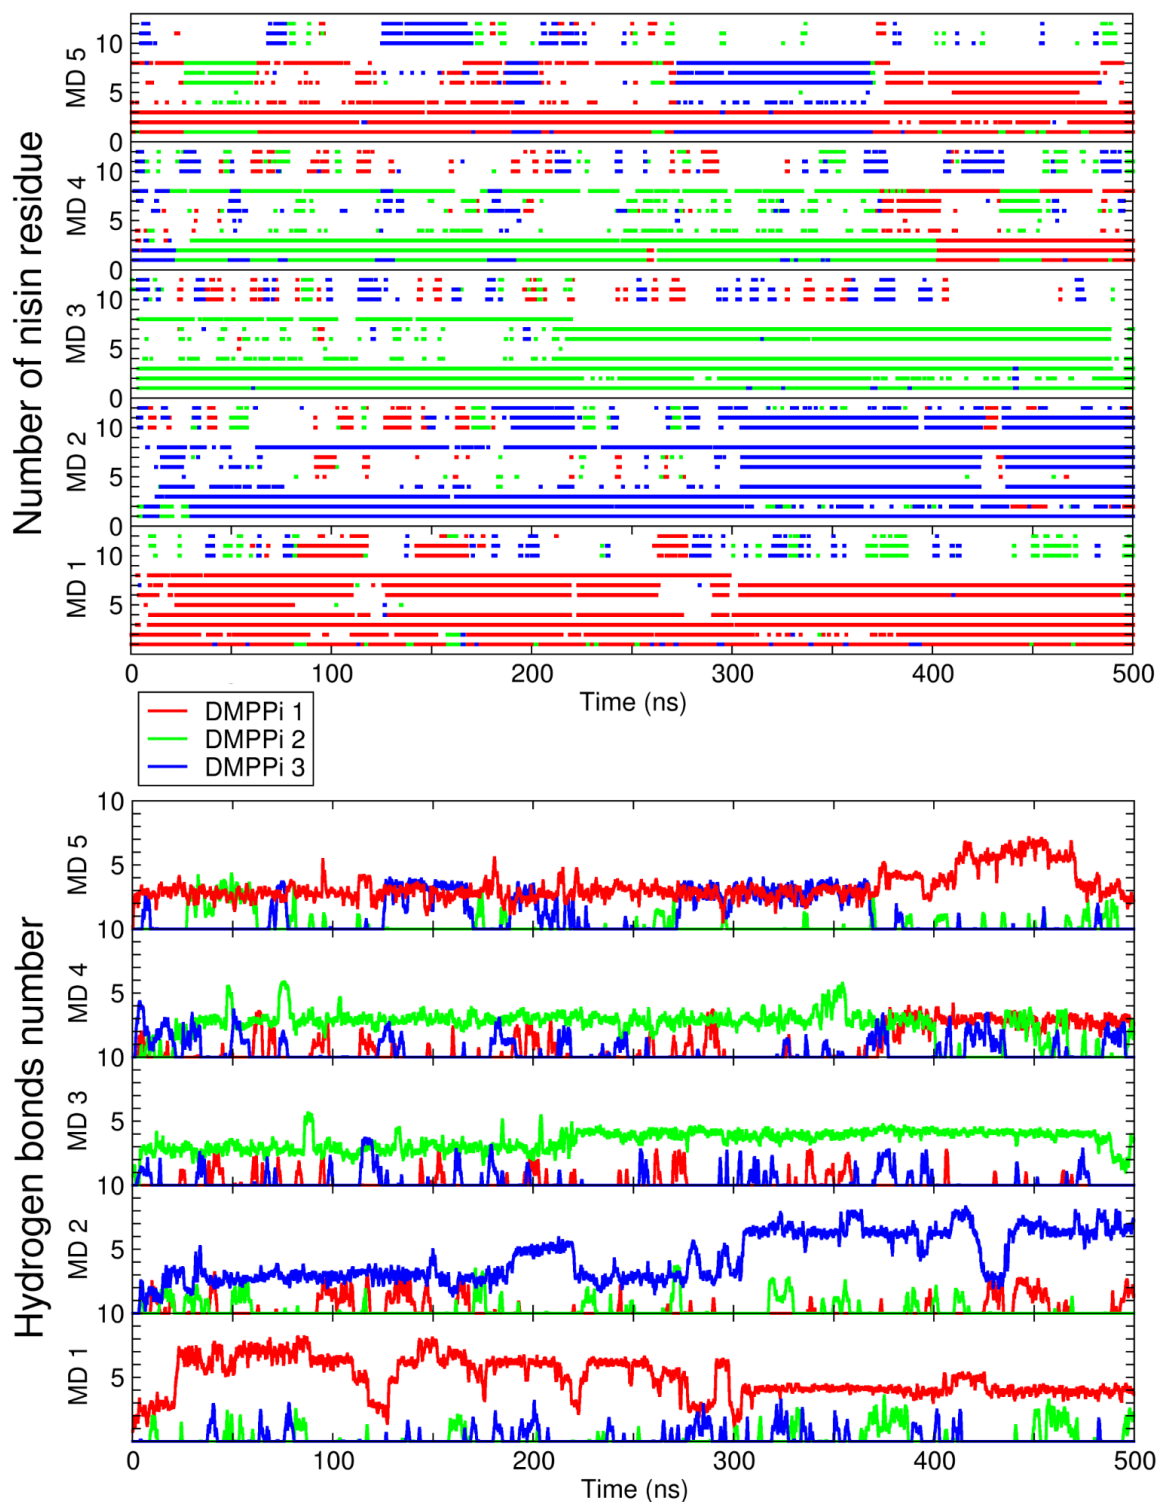 Number of nisin residue
MD 5
10
5
0
MD 4
10
5
0
MD 3
10
5
0
MD 2
10
5
0
MD 1
10
5
0 100 200 300 400 500
Time (ns)
DMPPi 1
DMPPi 2
DMPPi 3
Hydrogen bonds number
10
MD 5
5
10
MD 4
5
10
MD 3
5
10
MD 2
5
10
MD 1
5
0 100 200 300 400 500
Time (ns)